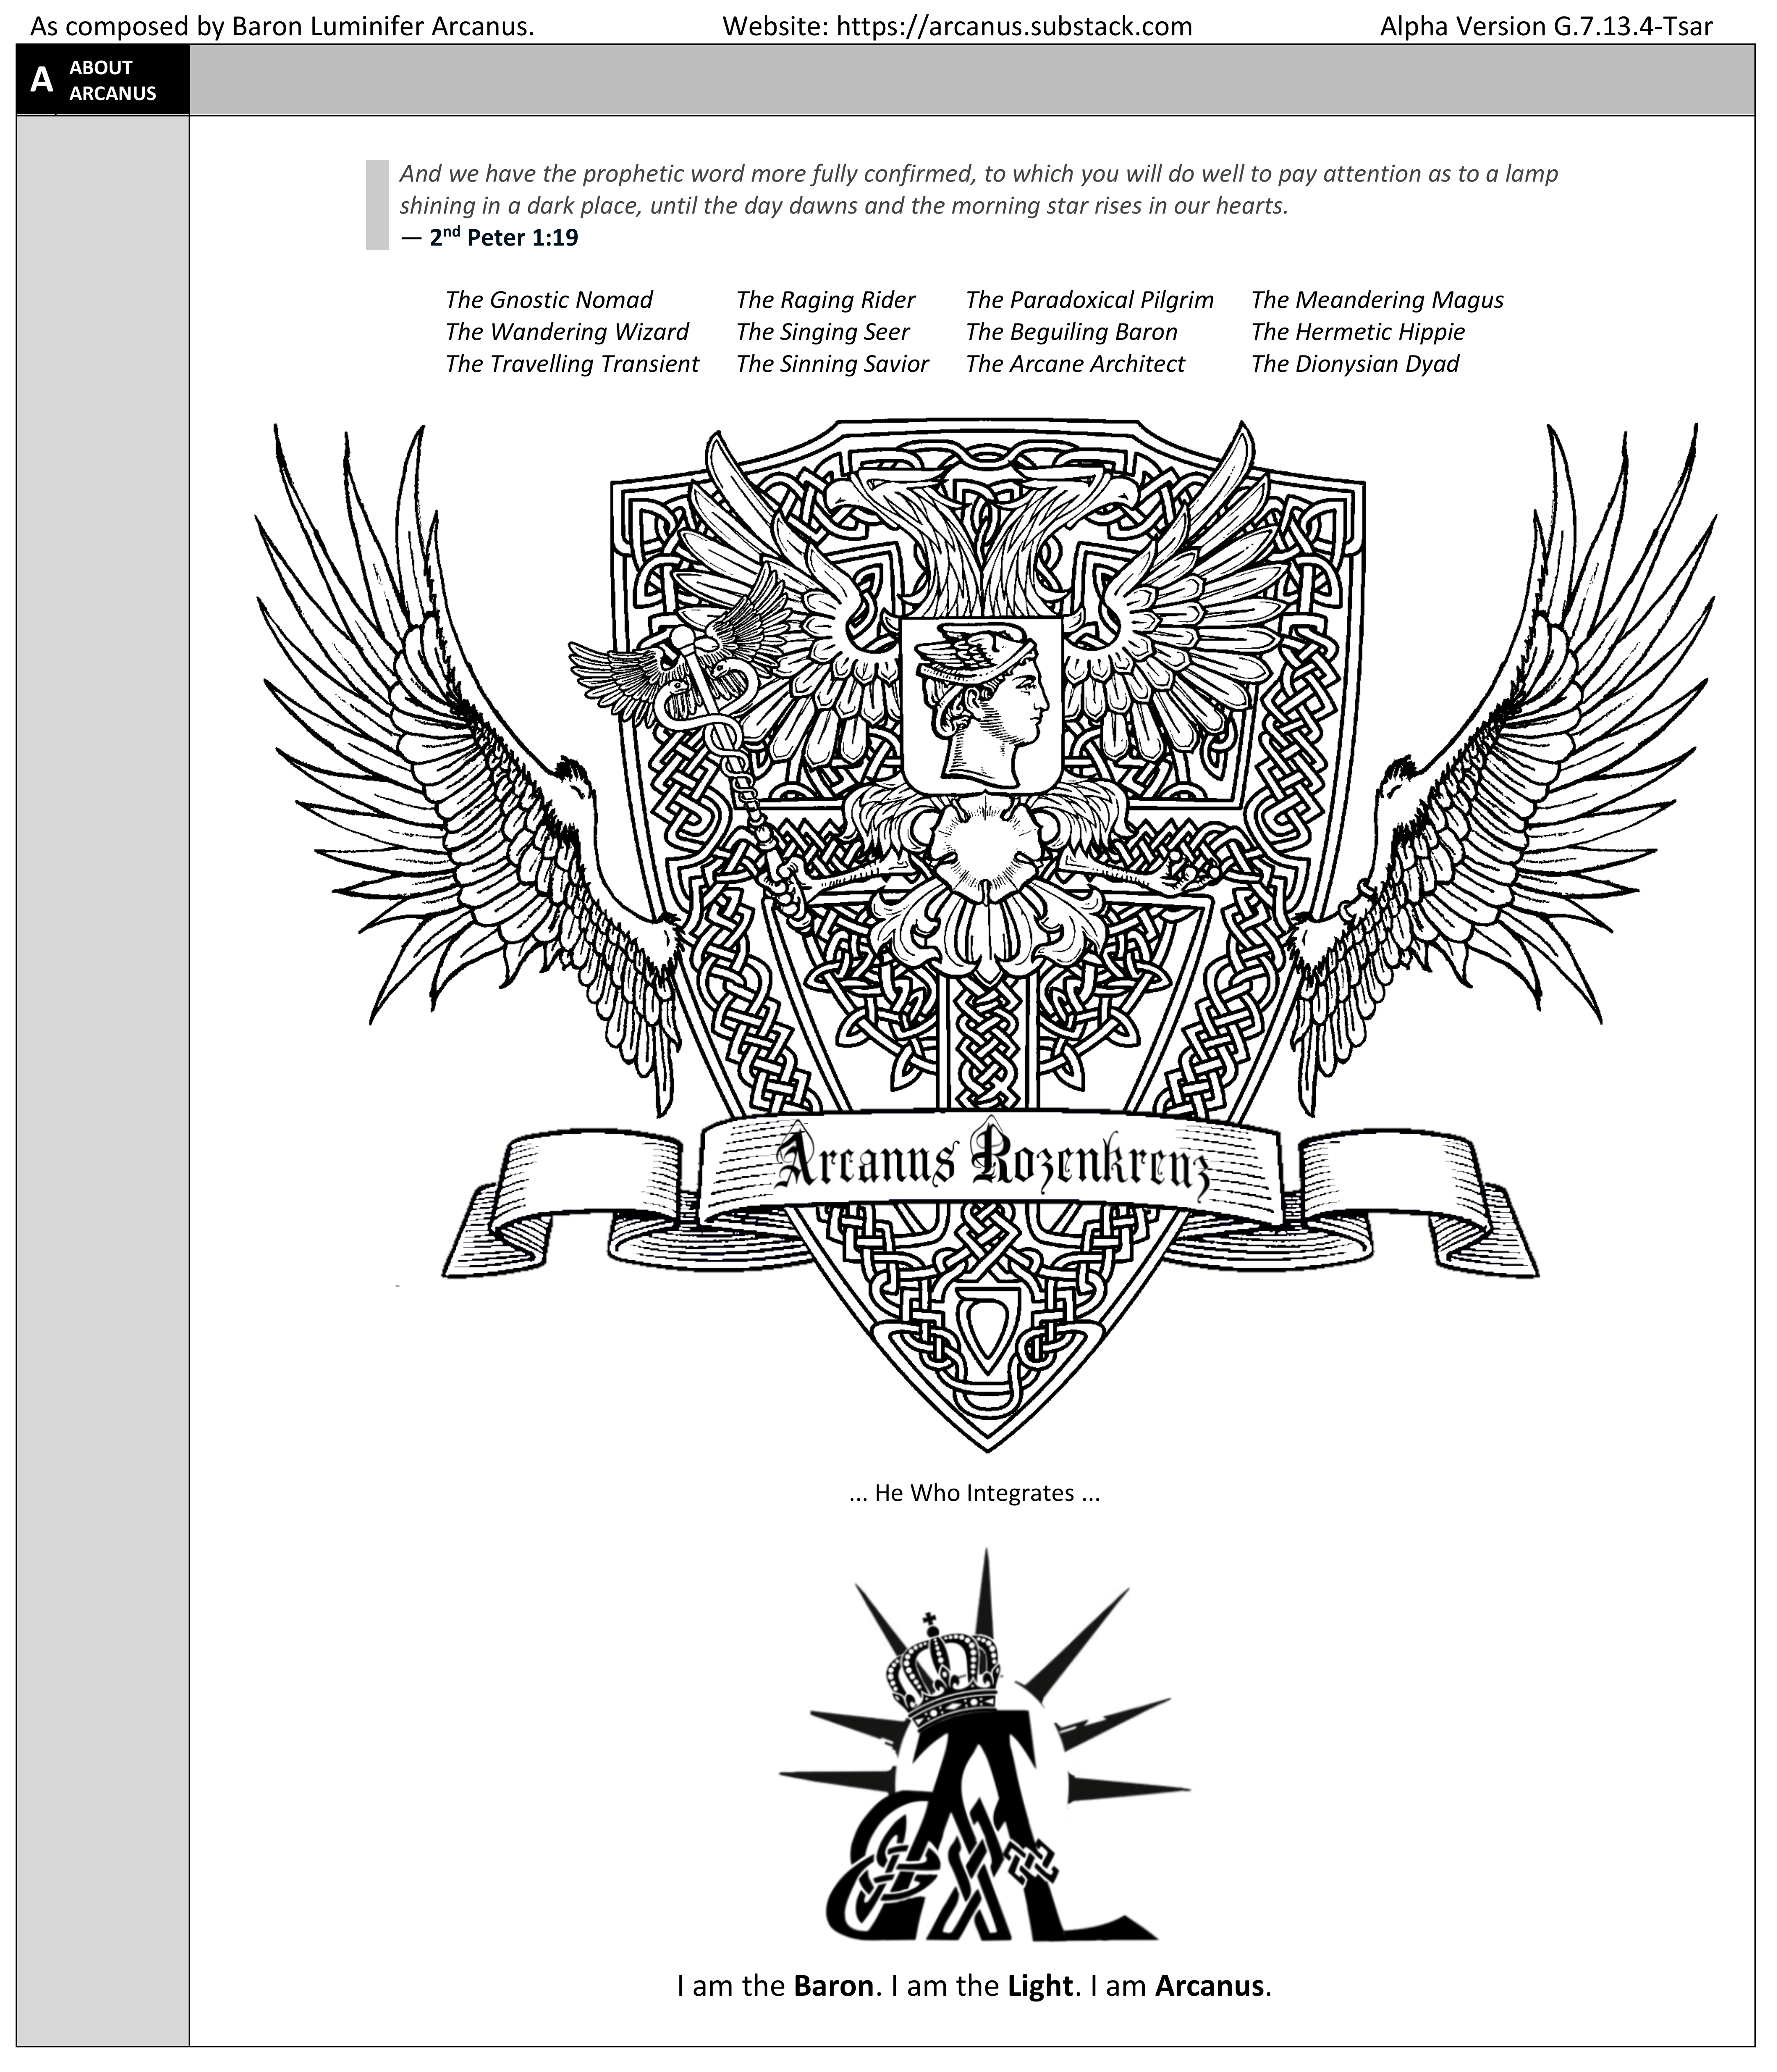 As composed by Baron Luminifer Arcanus. Website: https://arcanus.substack.com Alpha Version G.7.13.4-Tsar
A ABOUT
ARCANUS
And we have the prophetic word more fully confirmed, to which you will do well to pay attention as to a lamp
shining in a dark place, until the day dawns and the morning star rises in our hearts.
— 2nd Peter 1:19
The Gnostic Nomad The Raging Rider The Paradoxical Pilgrim The Meandering Magus
The Wandering Wizard The Singing Seer The Beguiling Baron The Hermetic Hippie
The Travelling Transient The Sinning Savior The Arcane Architect The Dionysian Dyad
Arcanus Rozenkreuz
... He Who Integrates ...
I am the Baron. I am the Light. I am Arcanus.